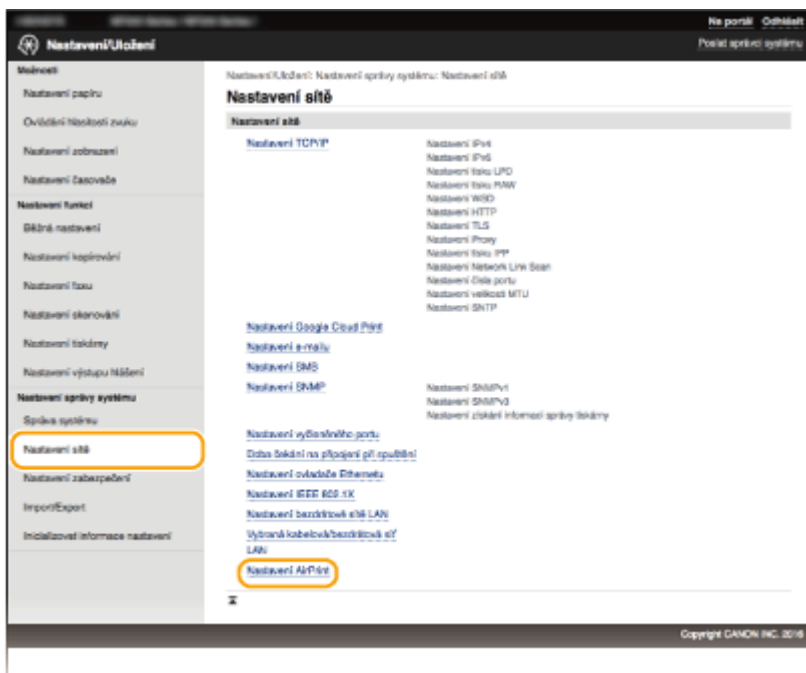 Na portál Odhlásit
Nastavení/Uložení
Poslat správci systému
Možnosti
Nastavení papíru
Ovládání hlasitosti zvuku
Nastavení zobrazení
Nastavení časovače
Nastavení funkcí
Běžná nastavení
Nastavení kopírování
Nastavení faxu
Nastavení skenování
Nastavení tiskárny
Nastavení výstupu hlášení
Nastavení správy systému
Správa systému
Nastavení sítě
Nastavení zabezpečení
Import/Export
Inicializovat informace nastavení
Nastavení/Uložení: Nastavení správy systému: Nastavení sítě
Nastavení sítě
Nastavení sítě
Nastavení TCP/IP
Nastavení IPv4
Nastavení IPv6
Nastavení tisku LPD
Nastavení tisku RAW
Nastavení WSD
Nastavení HTTP
Nastavení TLS
Nastavení Proxy
Nastavení tisku IPP
Nastavení Network Link Scan
Nastavení čísla portu
Nastavení velikosti MTU
Nastavení SNTP
Nastavení Google Cloud Print
Nastavení e-mailu
Nastavení SMB
Nastavení SNMP
Nastavení SNMPv1
Nastavení SNMPv3
Nastavení získání informací správy tiskárny
Nastavení vyčleněného portu
Doba čekání na připojení při spuštění
Nastavení ovladače Ethernetu
Nastavení IEEE 802.1X
Nastavení bezdrátové sítě LAN
Vybraná kabelová/bezdrátová síť
LAN
Nastavení AirPrint
Copyright CANON INC. 2016